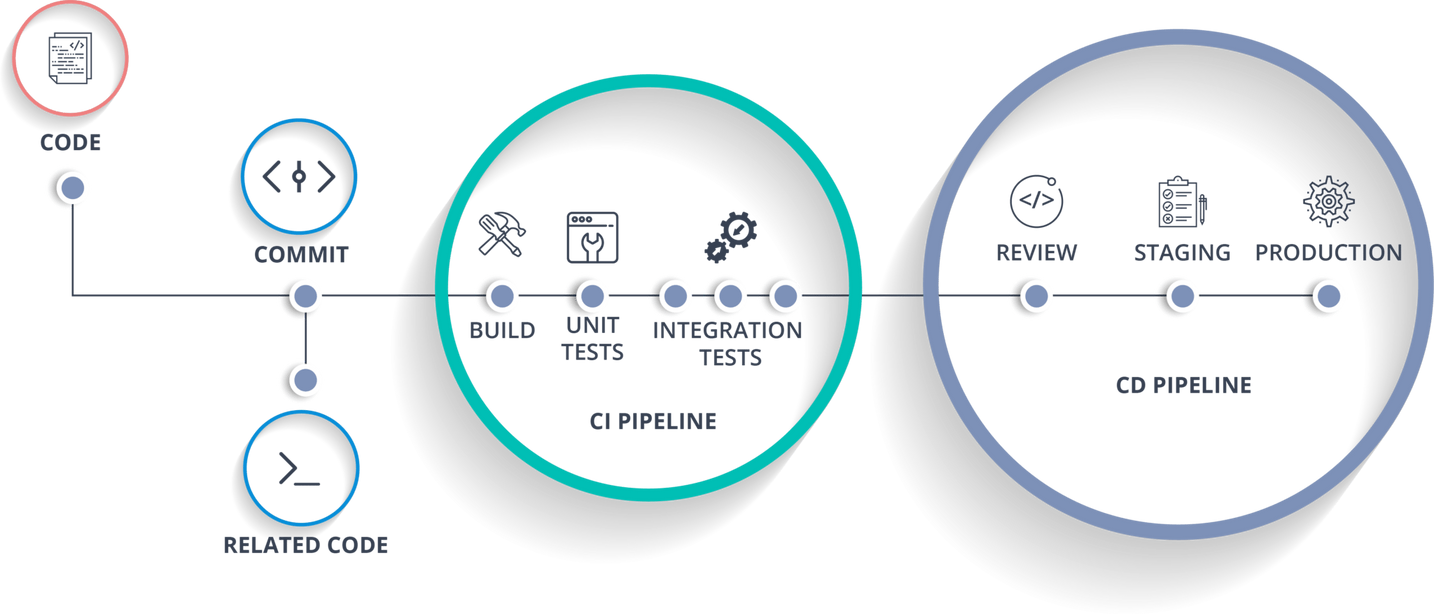 CODE
COMMIT
RELATED CODE
BUILD
UNIT
TESTS
INTEGRATION
TESTS
CI PIPELINE
REVIEW
STAGING
PRODUCTION
CD PIPELINE